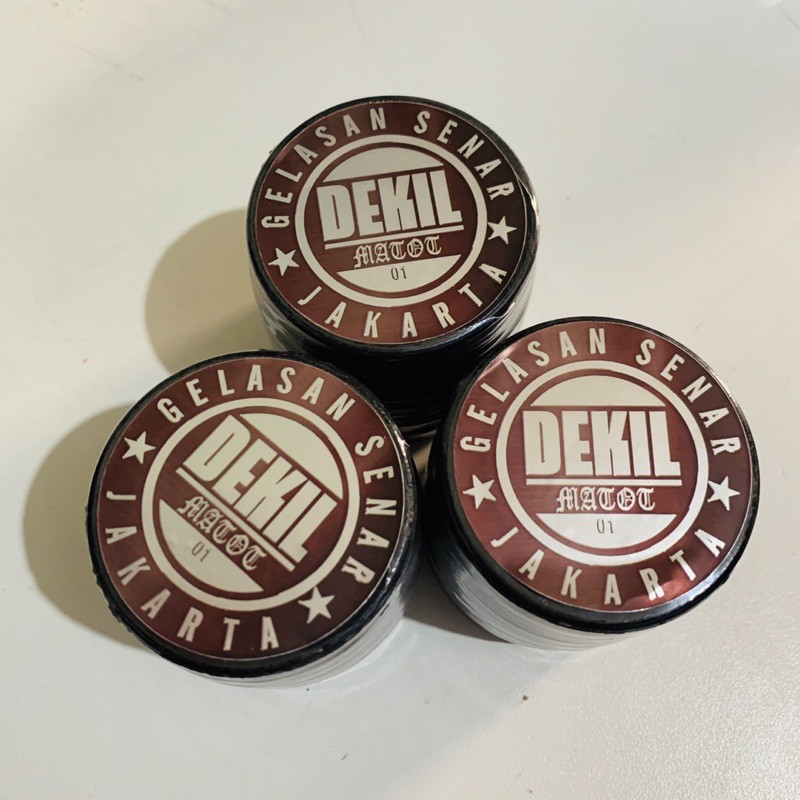 GELASAN SENAR
DEKIL
MATOT
01
JAKARTA
GELASAN SENAR
DEKIL
MATOT
01
JAKARTA
GELASAN SENAR
DEKIL
MATOT
01
JAKARTA